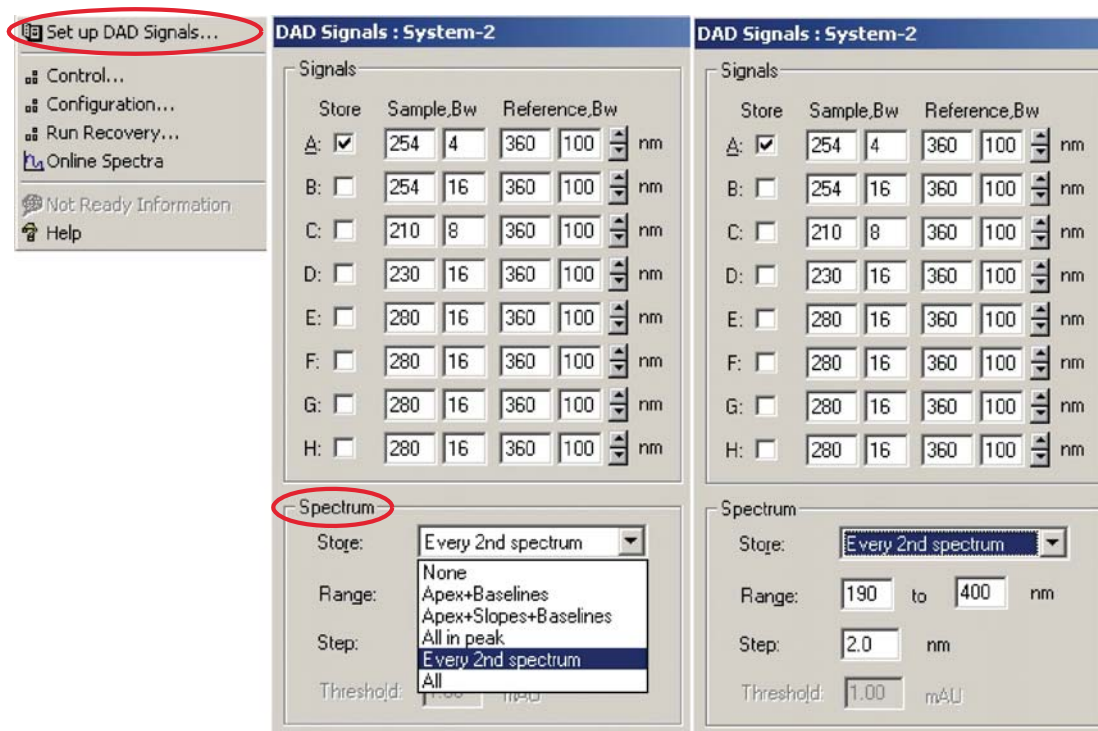 Set up DAD Signals...
Control...
Configuration...
Run Recovery...
Online Spectra
Not Ready Information
Help
DAD Signals : System-2
Signals
Store Sample,Bw Reference,Bw
A: 254 4 360 100 nm
B: 254 16 360 100 nm
C: 210 8 360 100 nm
D: 230 16 360 100 nm
E: 280 16 360 100 nm
F: 280 16 360 100 nm
G: 280 16 360 100 nm
H: 280 16 360 100 nm
Spectrum
Store: Every 2nd spectrum
None
Range: Apex+Baselines
Apex+Slopes+Baselines
Step: All in peak
Every 2nd spectrum
All
Threshold: 1.00 mAU
DAD Signals : System-2
Signals
Store Sample,Bw Reference,Bw
A: 254 4 360 100 nm
B: 254 16 360 100 nm
C: 210 8 360 100 nm
D: 230 16 360 100 nm
E: 280 16 360 100 nm
F: 280 16 360 100 nm
G: 280 16 360 100 nm
H: 280 16 360 100 nm
Spectrum
Store: Every 2nd spectrum
Range: 190 to 400 nm
Step: 2.0 nm
Threshold: 1.00 mAU